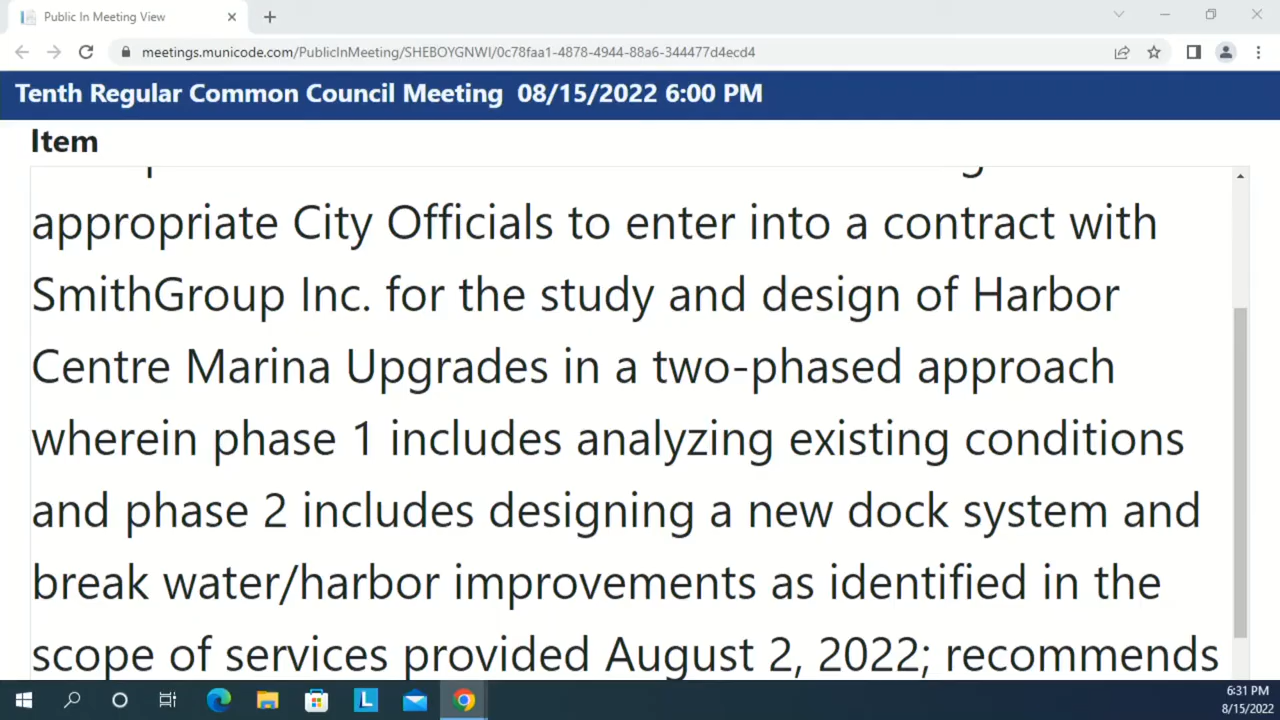 Public In Meeting View
meetings.municode.com/PublicInMeeting/SHEBOYGNWI/0c78faa1-4878-4944-88a6-344477d4ecd4
Tenth Regular Common Council Meeting 08/15/2022 6:00 PM
Item
appropriate City Officials to enter into a contract with
SmithGroup Inc. for the study and design of Harbor
Centre Marina Upgrades in a two-phased approach
wherein phase 1 includes analyzing existing conditions
and phase 2 includes designing a new dock system and
break water/harbor improvements as identified in the
scope of services provided August 2, 2022; recommends
L
6:31 PM
8/15/2022